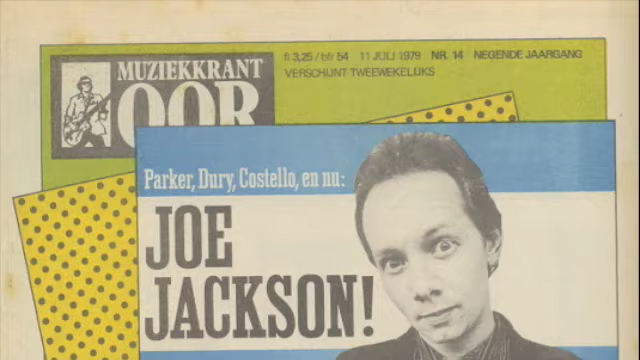 MUZIEKKRANT
OOR
fl 3,25 / bfr 54 11 JULI 1979 NR. 14 NEGENDE JAARGANG
VERSCHIJNT TWEEWEKELIJKS
Parker, Dury, Costello, en nu:
JOE
JACKSON!